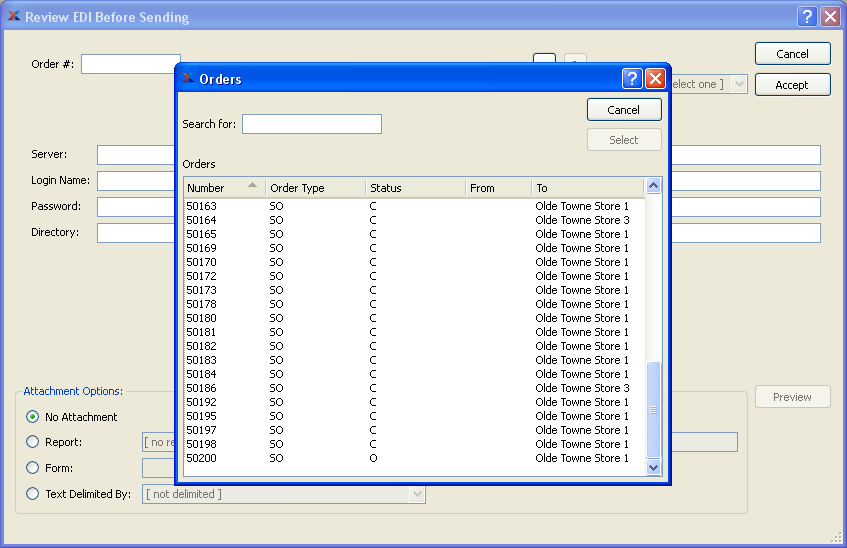 Review EDI Before Sending
Order #:
Cancel
elect one ]
Accept
Server:
Login Name:
Password:
Directory:
Attachment Options:
No Attachment
Report:
[ no re
Form:
Text Delimited By:
[ not delimited ]
Preview
Orders
Cancel
Search for:
Select
Orders
Number Order Type Status From To
50163 SO C Olde Towne Store 1
50164 SO C Olde Towne Store 3
50165 SO C Olde Towne Store 1
50169 SO C Olde Towne Store 1
50170 SO C Olde Towne Store 1
50172 SO C Olde Towne Store 1
50173 SO C Olde Towne Store 1
50178 SO C Olde Towne Store 1
50180 SO C Olde Towne Store 1
50181 SO C Olde Towne Store 1
50182 SO C Olde Towne Store 1
50183 SO C Olde Towne Store 1
50184 SO C Olde Towne Store 1
50186 SO C Olde Towne Store 3
50192 SO C Olde Towne Store 1
50195 SO C Olde Towne Store 1
50197 SO C Olde Towne Store 1
50198 SO C Olde Towne Store 1
50200 SO O Olde Towne Store 1